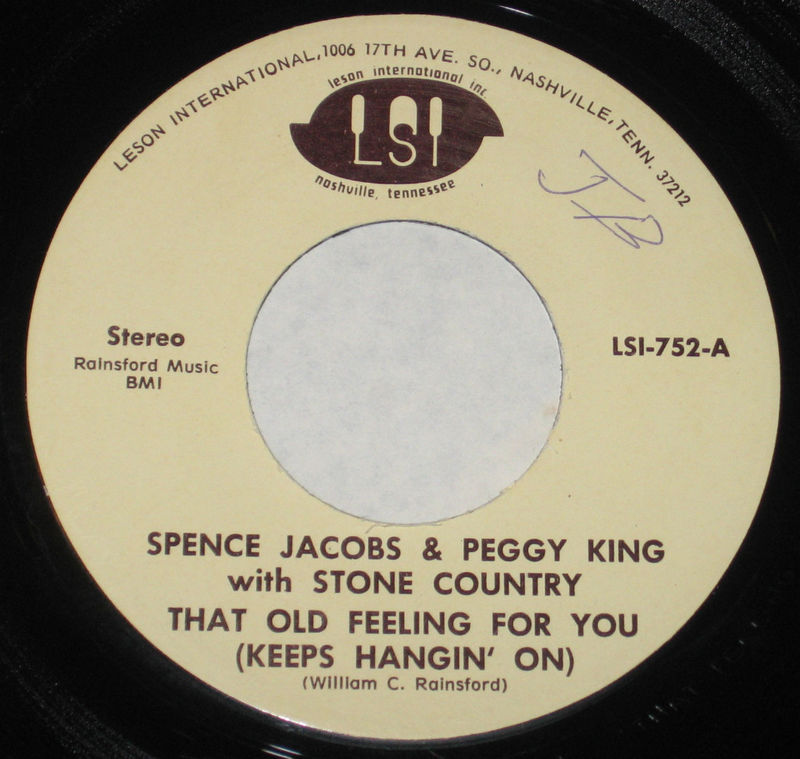 LESON INTERNATIONAL, 1006 17TH AVE. SO., NASHVILLE, TENN. 37212
leson international inc.
LSI
nashville, tennessee
JB
Stereo
Rainsford Music
BMI
LSI-752-A
SPENCE JACOBS & PEGGY KING
with STONE COUNTRY
THAT OLD FEELING FOR YOU
(KEEPS HANGIN' ON)
(William C. Rainsford)